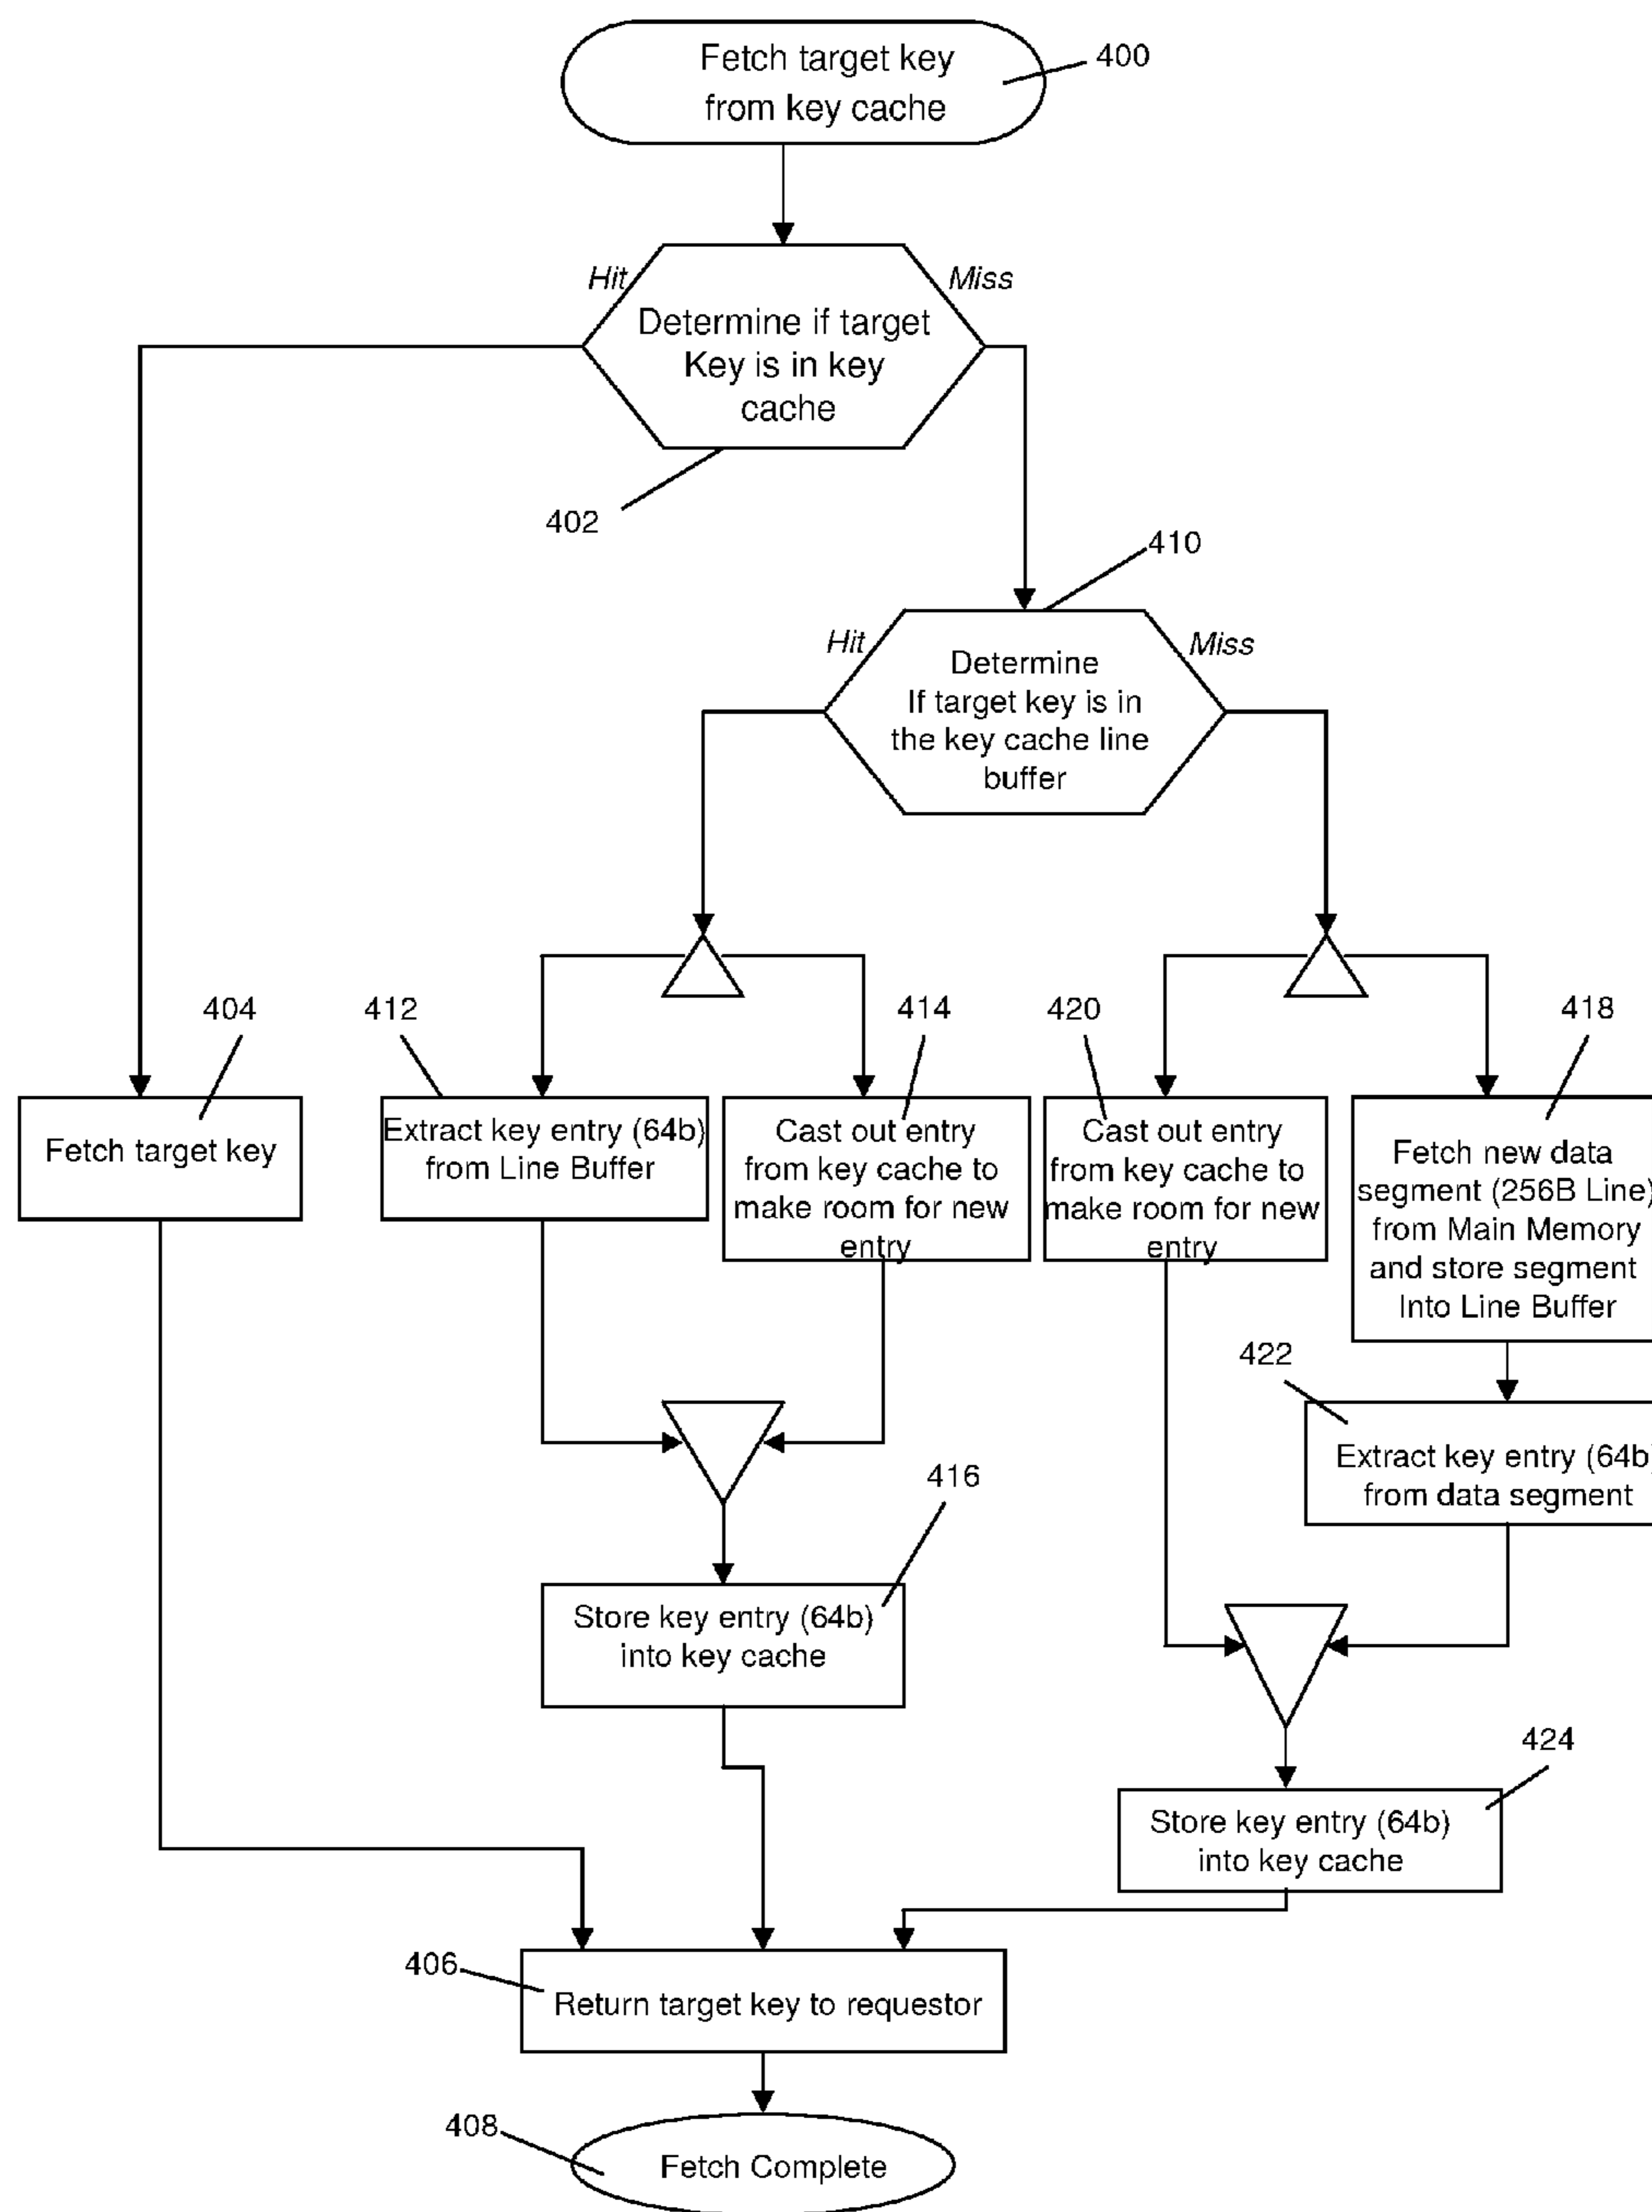 Fetch target key
from key cache
400
Hit
Miss
Determine if target
Key is in key
cache
402
410
Hit
Miss
Determine
If target key is in
the key cache line
buffer
404
412
414
420
418
Fetch target key
Extract key entry (64b)
from Line Buffer
Cast out entry
from key cache to
make room for new
entry
Cast out entry
from key cache to
make room for new
entry
Fetch new data
segment (256B Line)
from Main Memory
and store segment
Into Line Buffer
422
Extract key entry (64b)
from data segment
416
Store key entry (64b)
into key cache
424
Store key entry (64b)
into key cache
406
Return target key to requestor
408
Fetch Complete